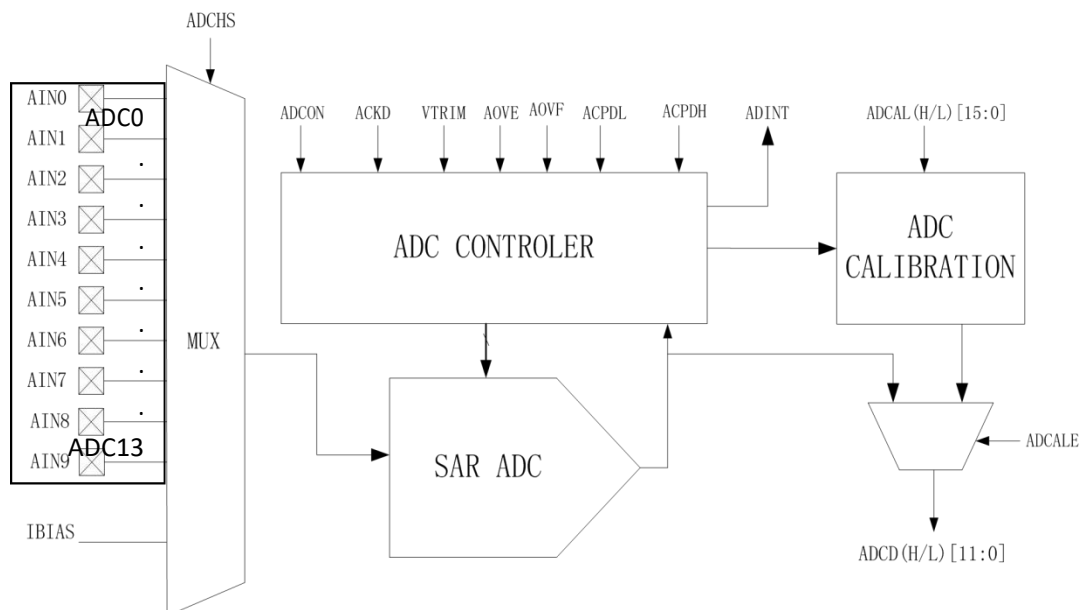 ADCHS
AIN0
ADC0
AIN1
AIN2
AIN3
AIN4
AIN5
AIN6
AIN7
AIN8
ADC13
AIN9
IBIAS
MUX
ADCON ACKD VTRIM AOVE AOVF ACPDL ACPDH ADINT
ADC CONTROLER
SAR ADC
ADCAL(H/L)[15:0]
ADC
CALIBRATION
ADCALE
ADCD(H/L)[11:0]